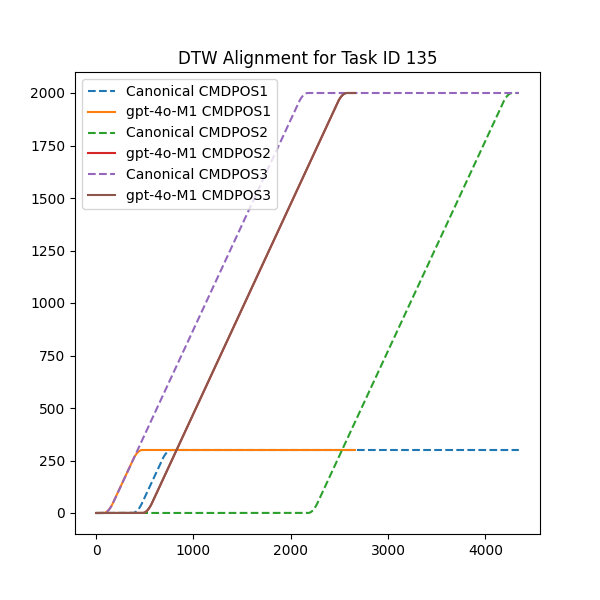 DTW Alignment for Task ID 135
2000
1750
1500
1250
1000
750
500
250
0
Canonical CMDPOS1
gpt-4o-M1 CMDPOS1
Canonical CMDPOS2
gpt-4o-M1 CMDPOS2
Canonical CMDPOS3
gpt-4o-M1 CMDPOS3
0 1000 2000 3000 4000